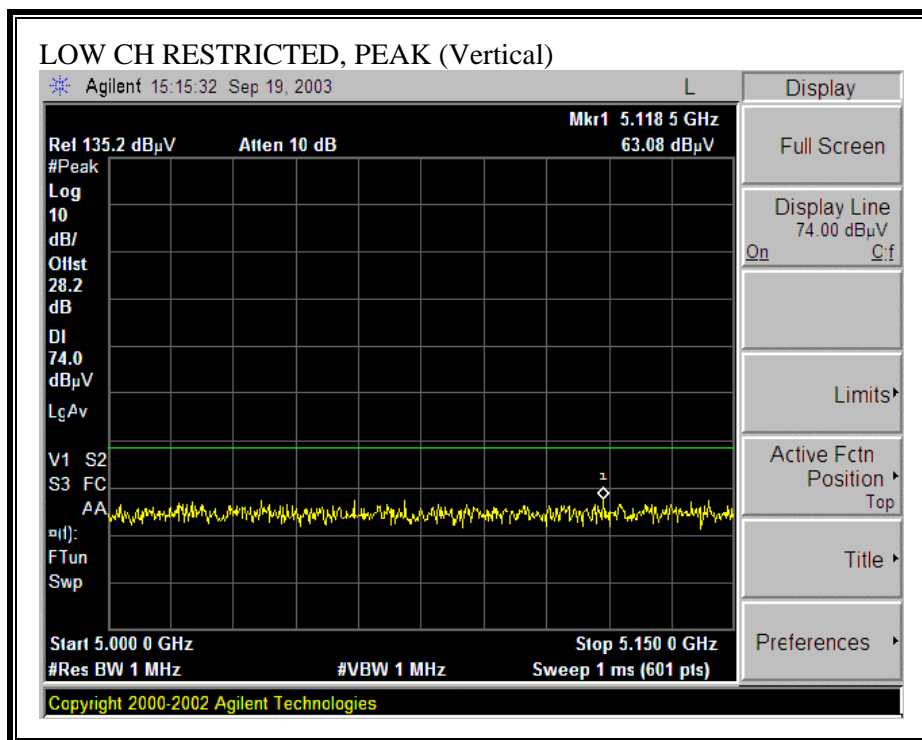 LOW CH RESTRICTED, PEAK (Vertical)
Agilent 15:15:32 Sep 19, 2003 L
Display
Mkr1 5.118 5 GHz
Ref 135.2 dBµV Atten 10 dB 63.08 dBµV
#Peak
Log
10
dB/
Offst
28.2
dB
DI
74.0
dBµV
LgAv
V1 S2
S3 FC
AA
¤(f):
FTun
Swp
1
Start 5.000 0 GHz Stop 5.150 0 GHz
#Res BW 1 MHz #VBW 1 MHz Sweep 1 ms (601 pts)
Copyright 2000-2002 Agilent Technologies
Full Screen
Display Line
74.00 dBµV
On C:f
Limits
Active Fctn
Position
Top
Title
Preferences